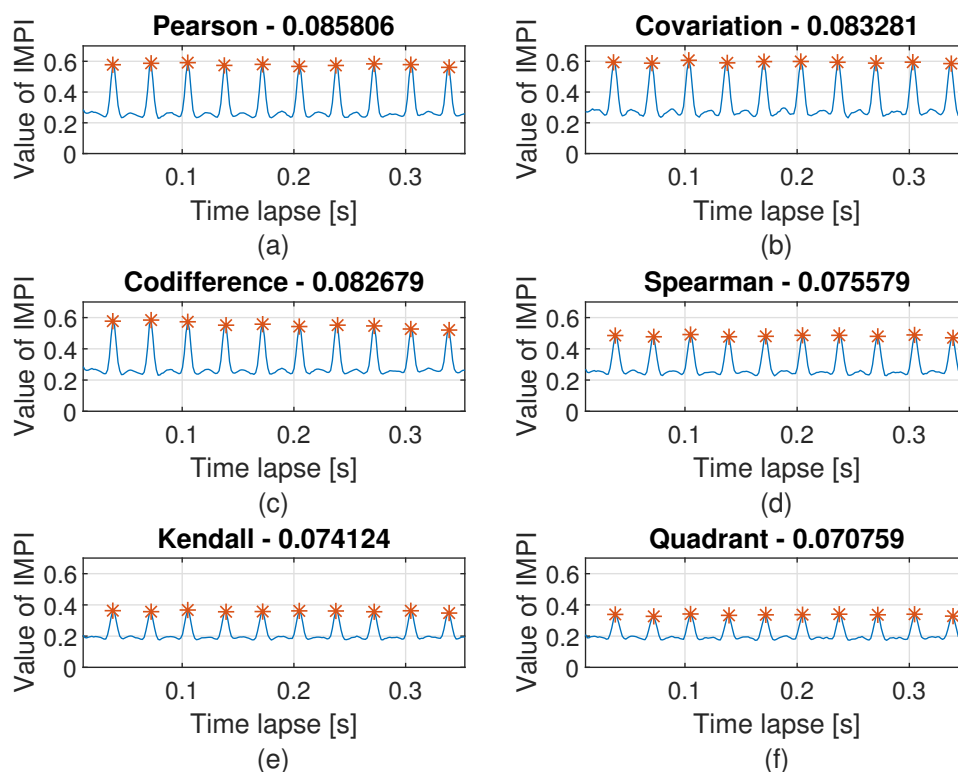 Pearson - 0.085806
Value of IMPI
0.6
0.4
0.2
0
0.1 0.2 0.3
Time lapse [s]
(a)
Covariation - 0.083281
Value of IMPI
0.6
0.4
0.2
0
0.1 0.2 0.3
Time lapse [s]
(b)
Codifference - 0.082679
Value of IMPI
0.6
0.4
0.2
0
0.1 0.2 0.3
Time lapse [s]
(c)
Spearman - 0.075579
Value of IMPI
0.6
0.4
0.2
0
0.1 0.2 0.3
Time lapse [s]
(d)
Kendall - 0.074124
Value of IMPI
0.6
0.4
0.2
0
0.1 0.2 0.3
Time lapse [s]
(e)
Quadrant - 0.070759
Value of IMPI
0.6
0.4
0.2
0
0.1 0.2 0.3
Time lapse [s]
(f)